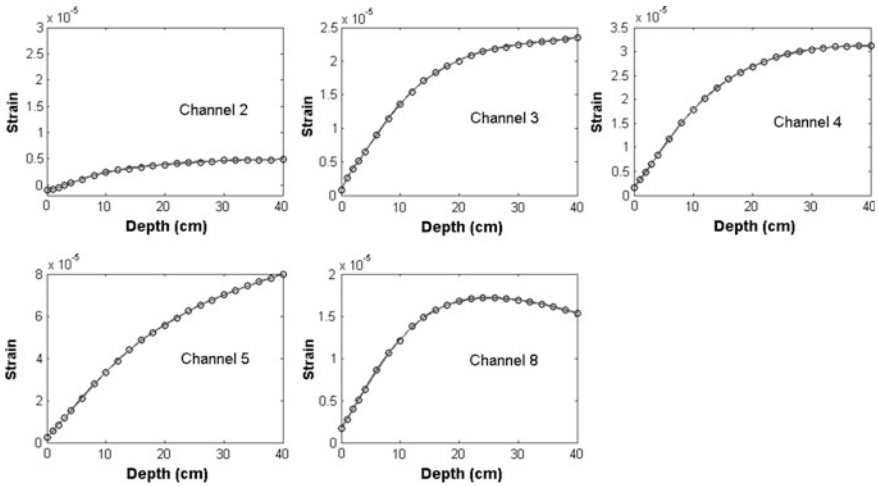 x 10⁻⁵
3
2.5
2
1.5
1
0.5
0
Strain
Channel 2
0 10 20 30 40
Depth (cm)
x 10⁻⁵
2.5
2
1.5
1
0.5
0
Strain
Channel 3
0 10 20 30 40
Depth (cm)
x 10⁻⁵
3.5
3
2.5
2
1.5
1
0.5
0
Strain
Channel 4
0 10 20 30 40
Depth (cm)
x 10⁻⁵
8
6
4
2
0
Strain
Channel 5
0 10 20 30 40
Depth (cm)
x 10⁻⁵
2
1.5
1
0.5
0
Strain
Channel 8
0 10 20 30 40
Depth (cm)